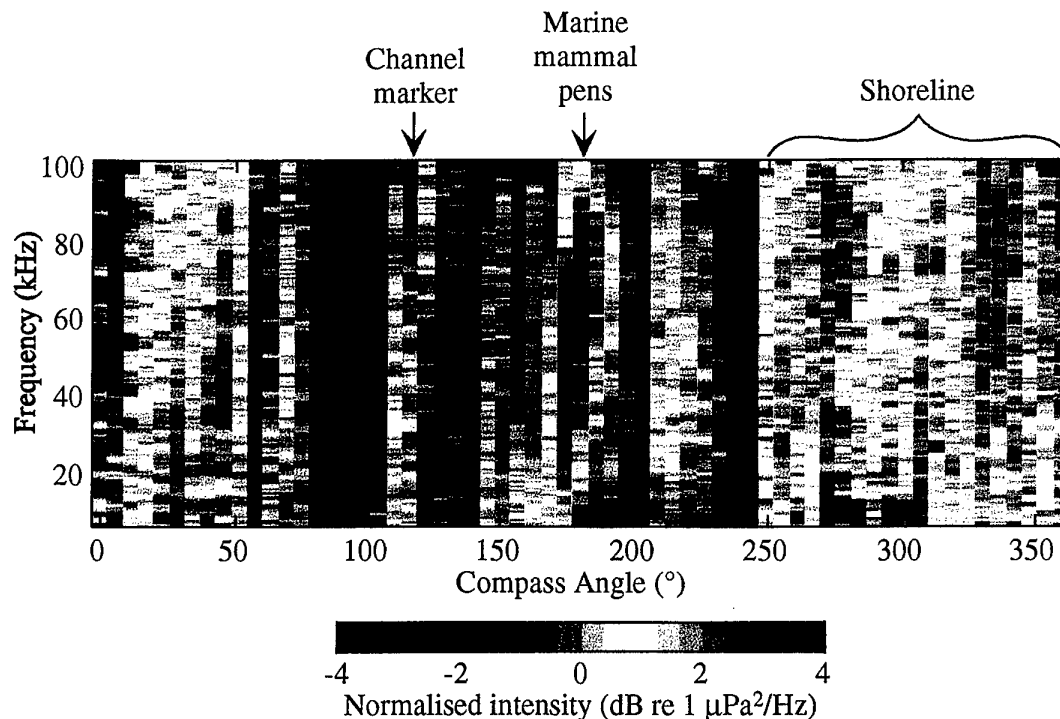 Channel
marker
Marine
mammal
pens
Shoreline
Frequency (kHz)
100
80
60
40
20
0 50 100 150 200 250 300 350
Compass Angle (°)
-4 -2 0 2 4
Normalised intensity (dB re 1 μPa²/Hz)